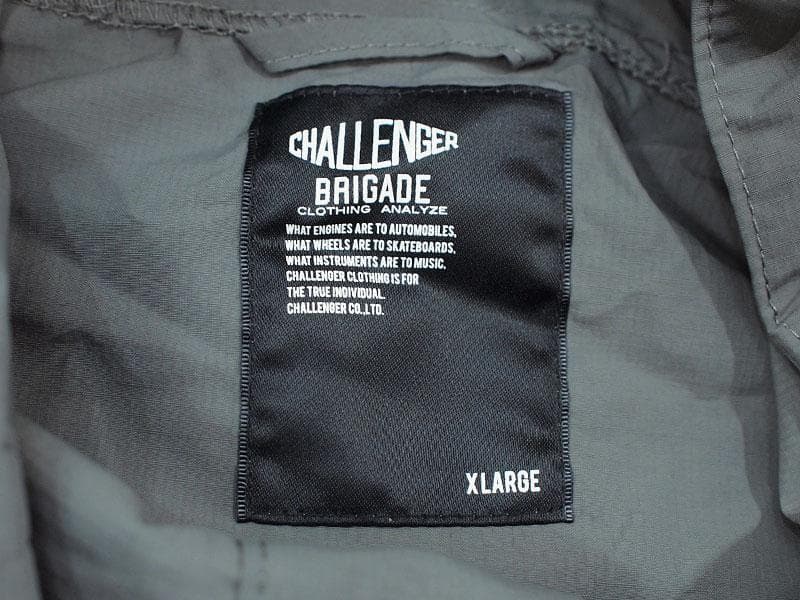 CHALLENGER
BRIGADE
CLOTHING ANALYZE
WHAT ENGINES ARE TO AUTOMOBILES,
WHAT WHEELS ARE TO SKATEBOARDS,
WHAT INSTRUMENTS ARE TO MUSIC,
CHALLENGER CLOTHING IS FOR
THE TRUE INDIVIDUAL.
CHALLENGER CO.,LTD.
X LARGE